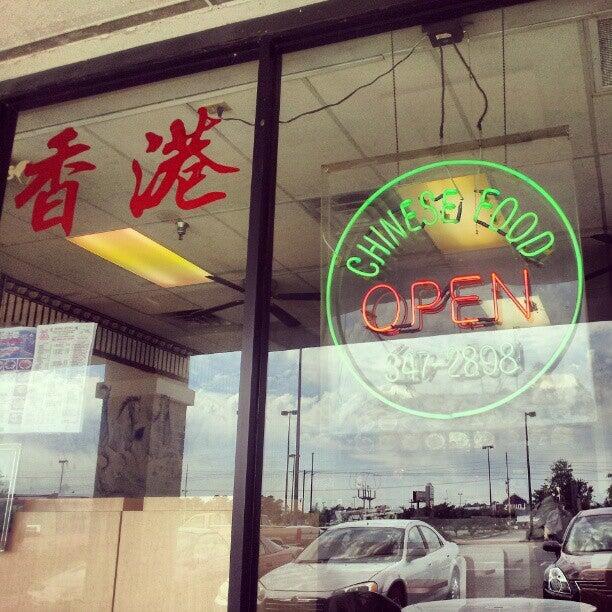 香港
CHINESE FOOD
OPEN
347-2898